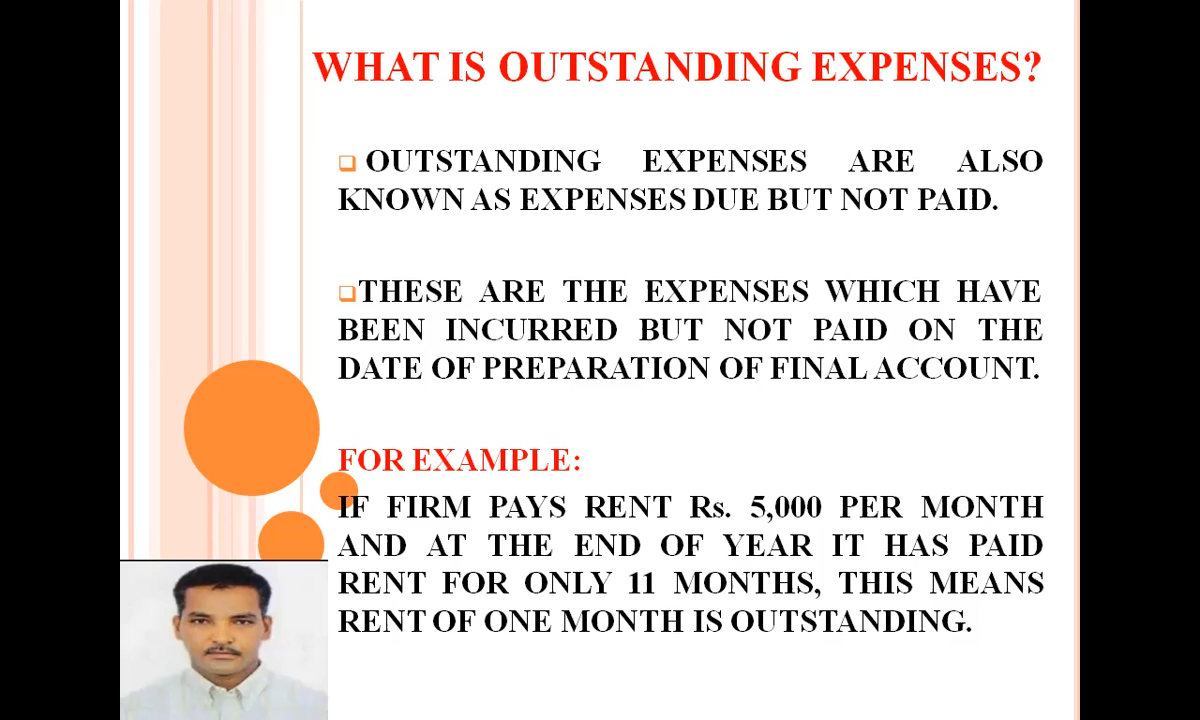 WHAT IS OUTSTANDING EXPENSES?
OUTSTANDING EXPENSES ARE ALSO
KNOWN AS EXPENSES DUE BUT NOT PAID.
THESE ARE THE EXPENSES WHICH HAVE
BEEN INCURRED BUT NOT PAID ON THE
DATE OF PREPARATION OF FINAL ACCOUNT.
FOR EXAMPLE:
IF FIRM PAYS RENT Rs. 5,000 PER MONTH
AND AT THE END OF YEAR IT HAS PAID
RENT FOR ONLY 11 MONTHS, THIS MEANS
RENT OF ONE MONTH IS OUTSTANDING.